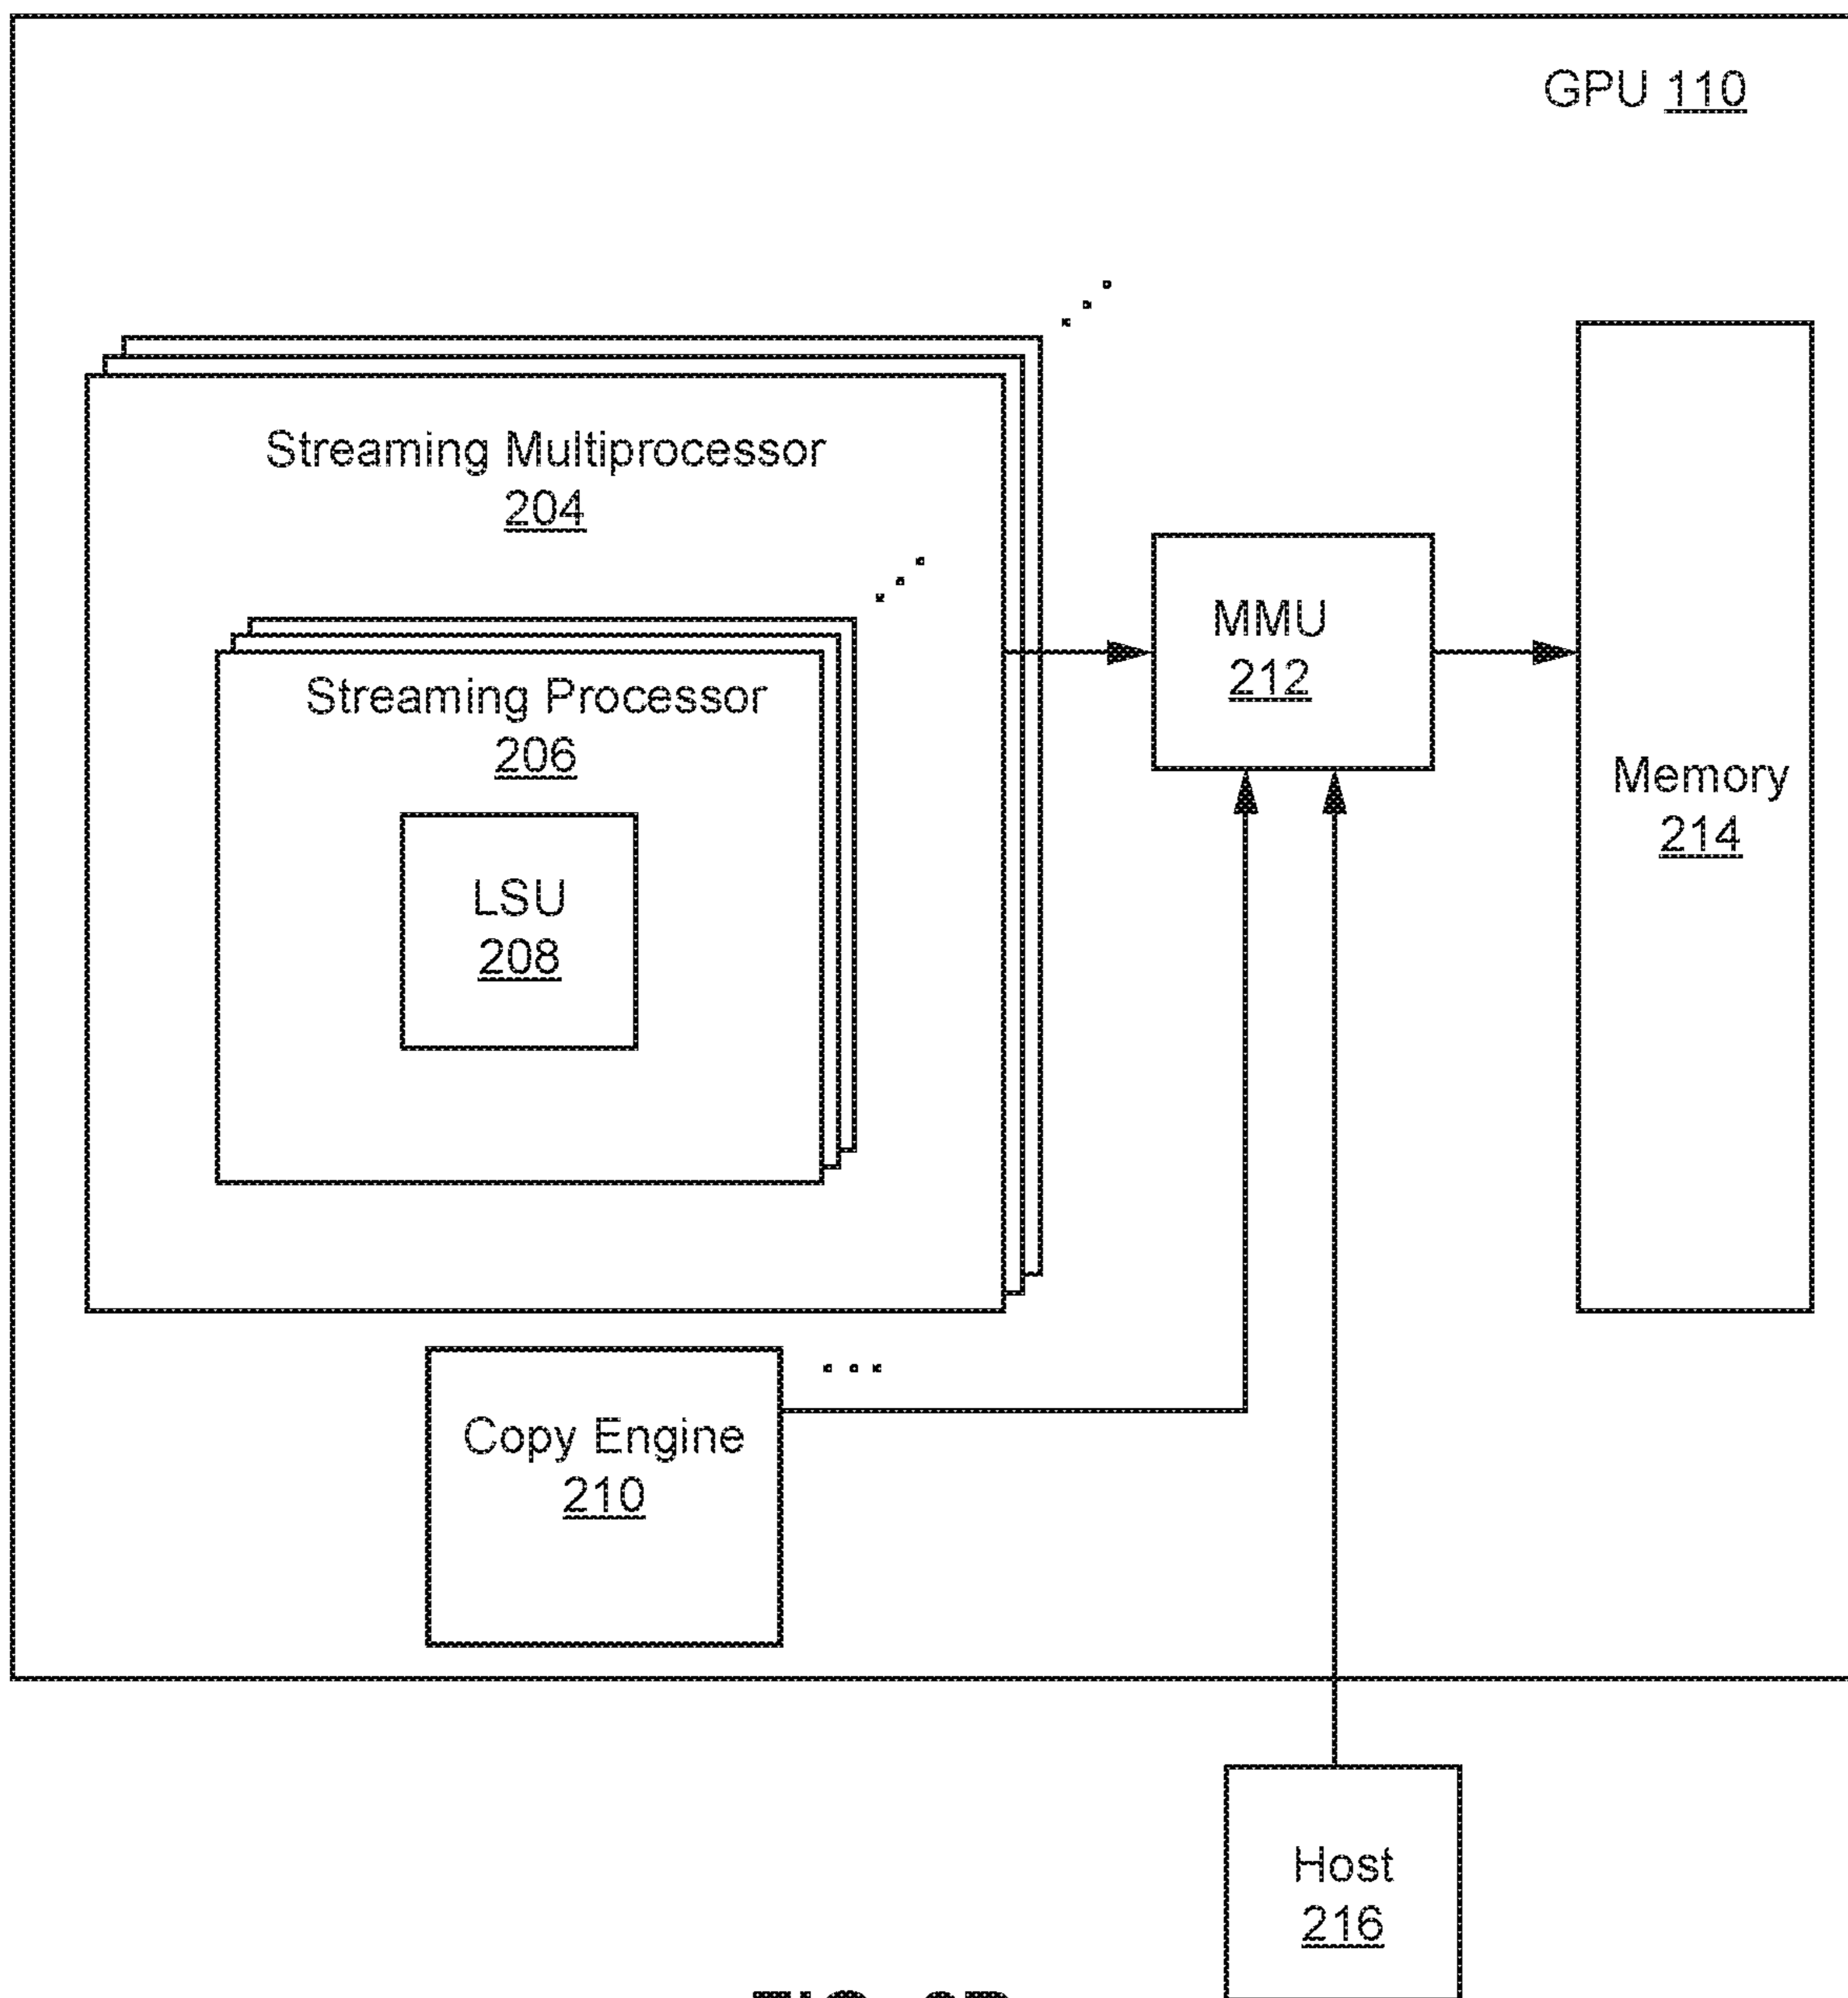 GPU 110
Streaming Multiprocessor
204
Streaming Processor
206
LSU
208
MMU
212
Memory
214
Copy Engine
210
Host
216